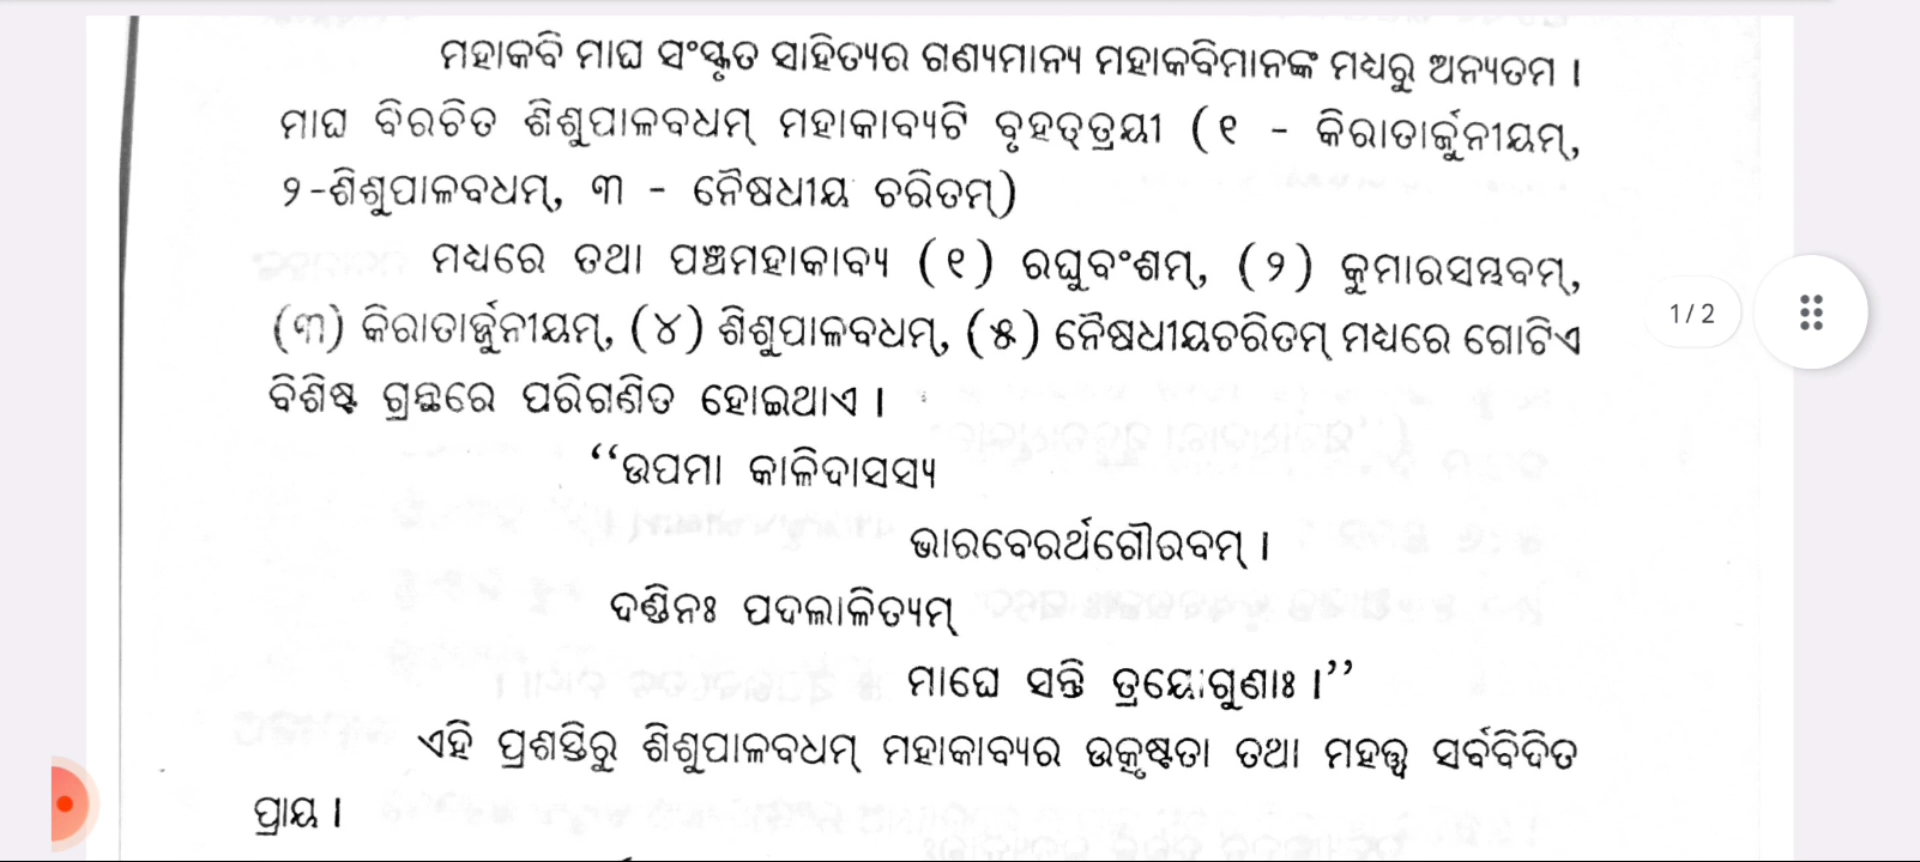 ମହାକବି ମାଘ ସଂସ୍କୃତ ସାହିତ୍ୟର ଗଣ୍ୟମାନ୍ୟ ମହାକବିମାନଙ୍କ ମଧ୍ୟରୁ ଅନ୍ୟତମ ।
ମାଘ ବିରଚିତ ଶିଶୁପାଳବଧମ୍ ମହାକାବ୍ୟଟି ବୃହତ୍‌ତ୍ରୟୀ (୧ - କିରାତାର୍ଜୁନୀୟମ୍,
୨-ଶିଶୁପାଳବଧମ୍, ୩ - ନୈଷଧୀୟ ଚରିତମ୍)
ମଧ୍ୟରେ ତଥା ପଞ୍ଚମହାକାବ୍ୟ (୧) ରଘୁବଂଶମ୍, (୨) କୁମାରସମ୍ଭବମ୍,
(୩) କିରାତାର୍ଜୁନୀୟମ୍, (୪) ଶିଶୁପାଳବଧମ୍, (୫) ନୈଷଧୀୟଚରିତମ୍ ମଧ୍ୟରେ ଗୋଟିଏ
1/2
ବିଶିଷ୍ଟ ଗ୍ରନ୍ଥରେ ପରିଗଣିତ ହୋଇଥାଏ ।
‘‘ଉପମା କାଳିଦାସସ୍ୟ
ଭାରବେରର୍ଥଗୌରବମ୍ ।
ଦଣ୍ଡିନଃ ପଦଲାଳିତ୍ୟମ୍
ମାଘେ ସନ୍ତି ତ୍ରୟୋଗୁଣାଃ ।’’
ଏହି ପ୍ରଶସ୍ତିରୁ ଶିଶୁପାଳବଧମ୍ ମହାକାବ୍ୟର ଉତ୍କୃଷ୍ଟତା ତଥା ମହତ୍ତ୍ୱ ସର୍ବବିଦିତ
ପ୍ରାୟ ।